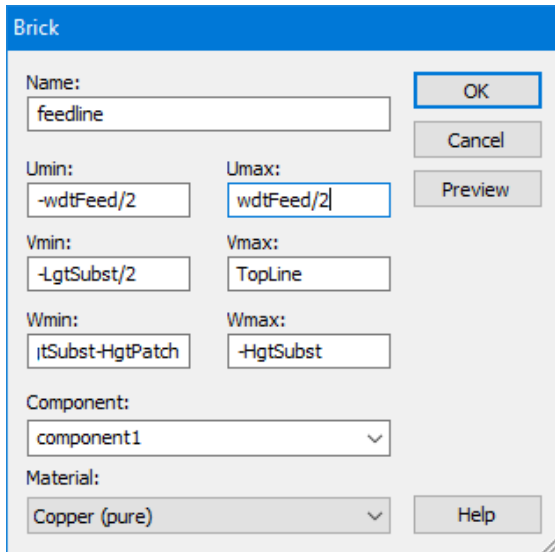 Brick
Name:
OK
feedline
Cancel
Umin:
Umax:
Preview
-wdtFeed/2
wdtFeed/2
Vmin:
Vmax:
-LgtSubst/2
TopLine
Wmin:
Wmax:
gtSubst-HgtPatch
-HgtSubst
Component:
component1
Material:
Copper (pure)
Help